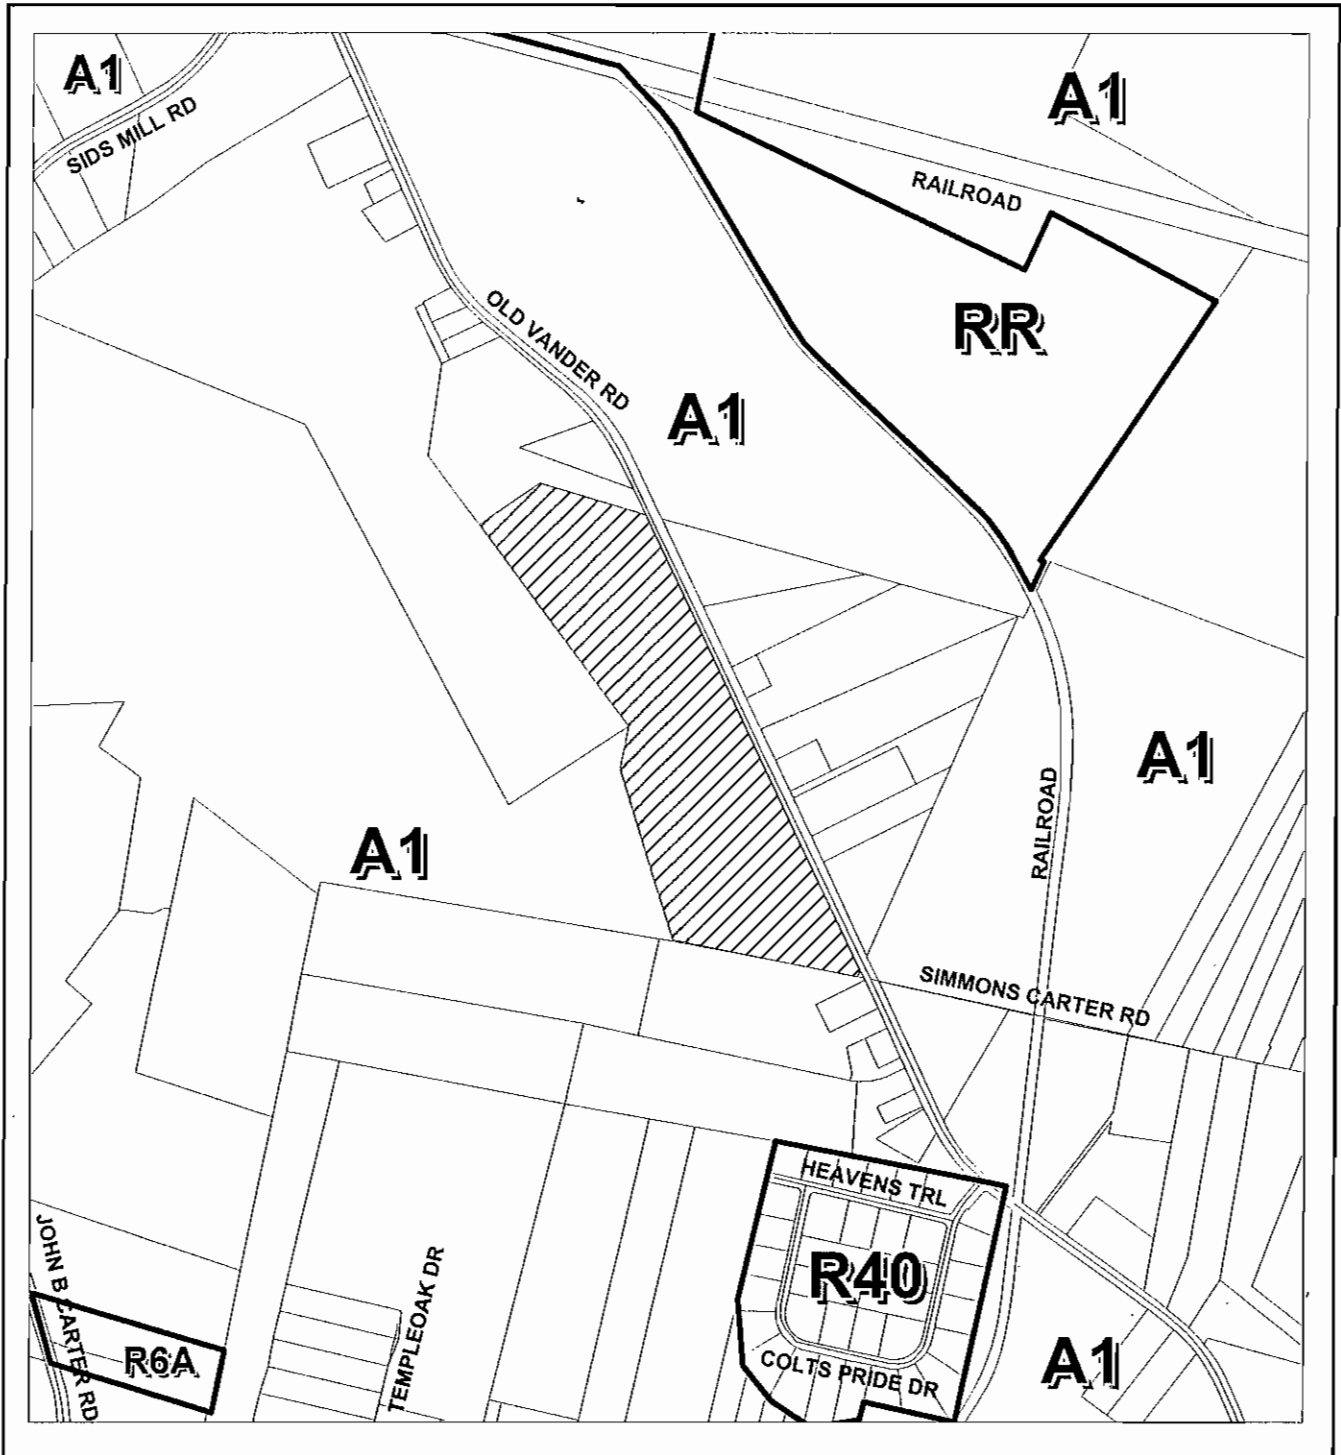 A1
SIDS MILL RD
A1
RAILROAD
RR
OLD VANDER RD
A1
A1
RAILROAD
A1
SIMMONS CARTER RD
HEAVENS TRL
R40
COLTS PRIDE DR
JOHN B CARTER RD
R6A
TEMPLEOAK DR
A1